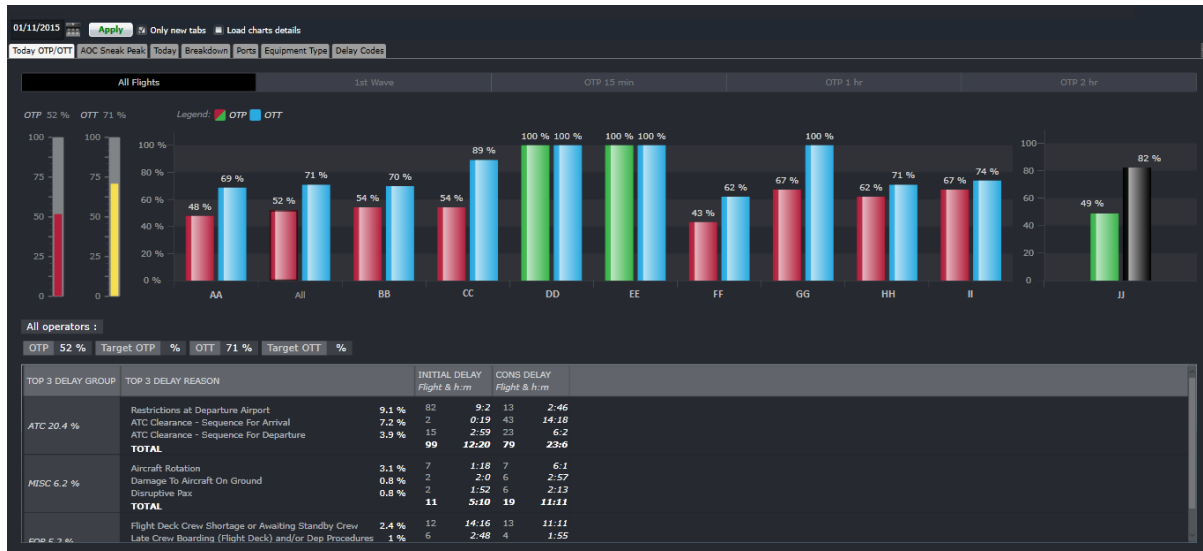 01/11/2015 Apply Only new tabs Load charts details
Today OTP/OTT AOC Sneak Peak Today Breakdown Ports Equipment Type Delay Codes
All Flights 1st Wave OTP 15 min OTP 1 hr OTP 2 hr
OTP 52 % OTT 71 % Legend: OTP OTT
100 75 50 25 0
100 75 50 25 0
100 % 80 % 60 % 40 % 20 % 0 %
48 % 69 %
52 % 71 %
54 % 70 %
54 % 89 %
100 % 100 %
100 % 100 %
43 % 62 %
67 % 100 %
62 % 71 %
67 % 74 %
AA All BB CC DD EE FF GG HH II
100 80 60 40 20 0
49 % 82 %
JJ
All operators :
OTP 52 % Target OTP % OTT 71 % Target OTT %
TOP 3 DELAY GROUP TOP 3 DELAY REASON INITIAL DELAY Flight & h:m CONS DELAY Flight & h:m
ATC 20.4 %
Restrictions at Departure Airport 9.1 % 82 9:2 13 2:46
ATC Clearance - Sequence For Arrival 7.2 % 2 0:19 43 14:18
ATC Clearance - Sequence For Departure 3.9 % 15 2:59 23 6:2
TOTAL 99 12:20 79 23:6
MISC 6.2 %
Aircraft Rotation 3.1 % 7 1:18 7 6:1
Damage To Aircraft On Ground 0.8 % 2 2:0 6 2:57
Disruptive Pax 0.8 % 2 1:52 6 2:13
TOTAL 11 5:10 19 11:11
Flight Deck Crew Shortage or Awaiting Standby Crew 2.4 % 12 14:16 13 11:11
Late Crew Boarding (Flight Deck) and/or Dep Procedures 1 % 6 2:48 4 1:55